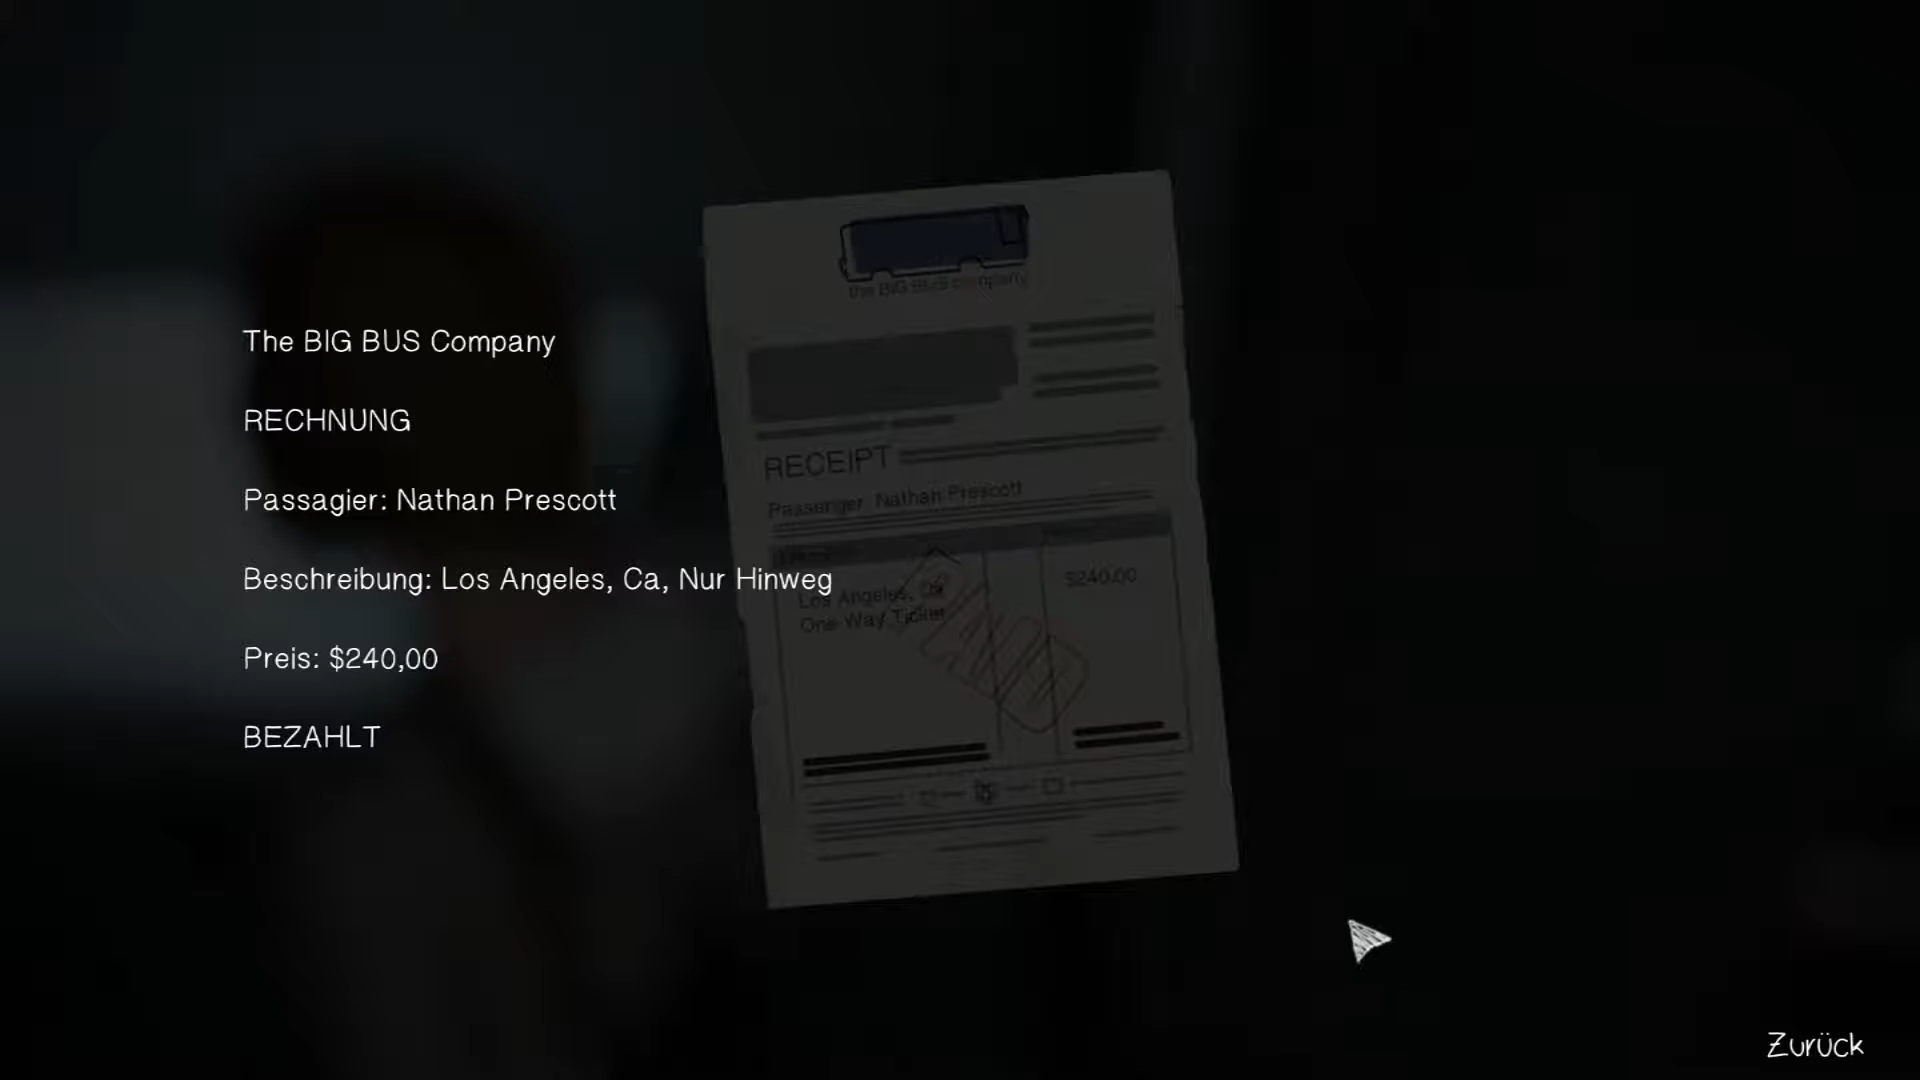 The BIG BUS Company
RECHNUNG
Passagier: Nathan Prescott
Beschreibung: Los Angeles, Ca, Nur Hinweg
Preis: $240,00
BEZAHLT
the BIG BUS company
RECEIPT
Passenger: Nathan Prescott
Los Angeles, Ca
One Way Ticket
$240.00
PAID
Zurück